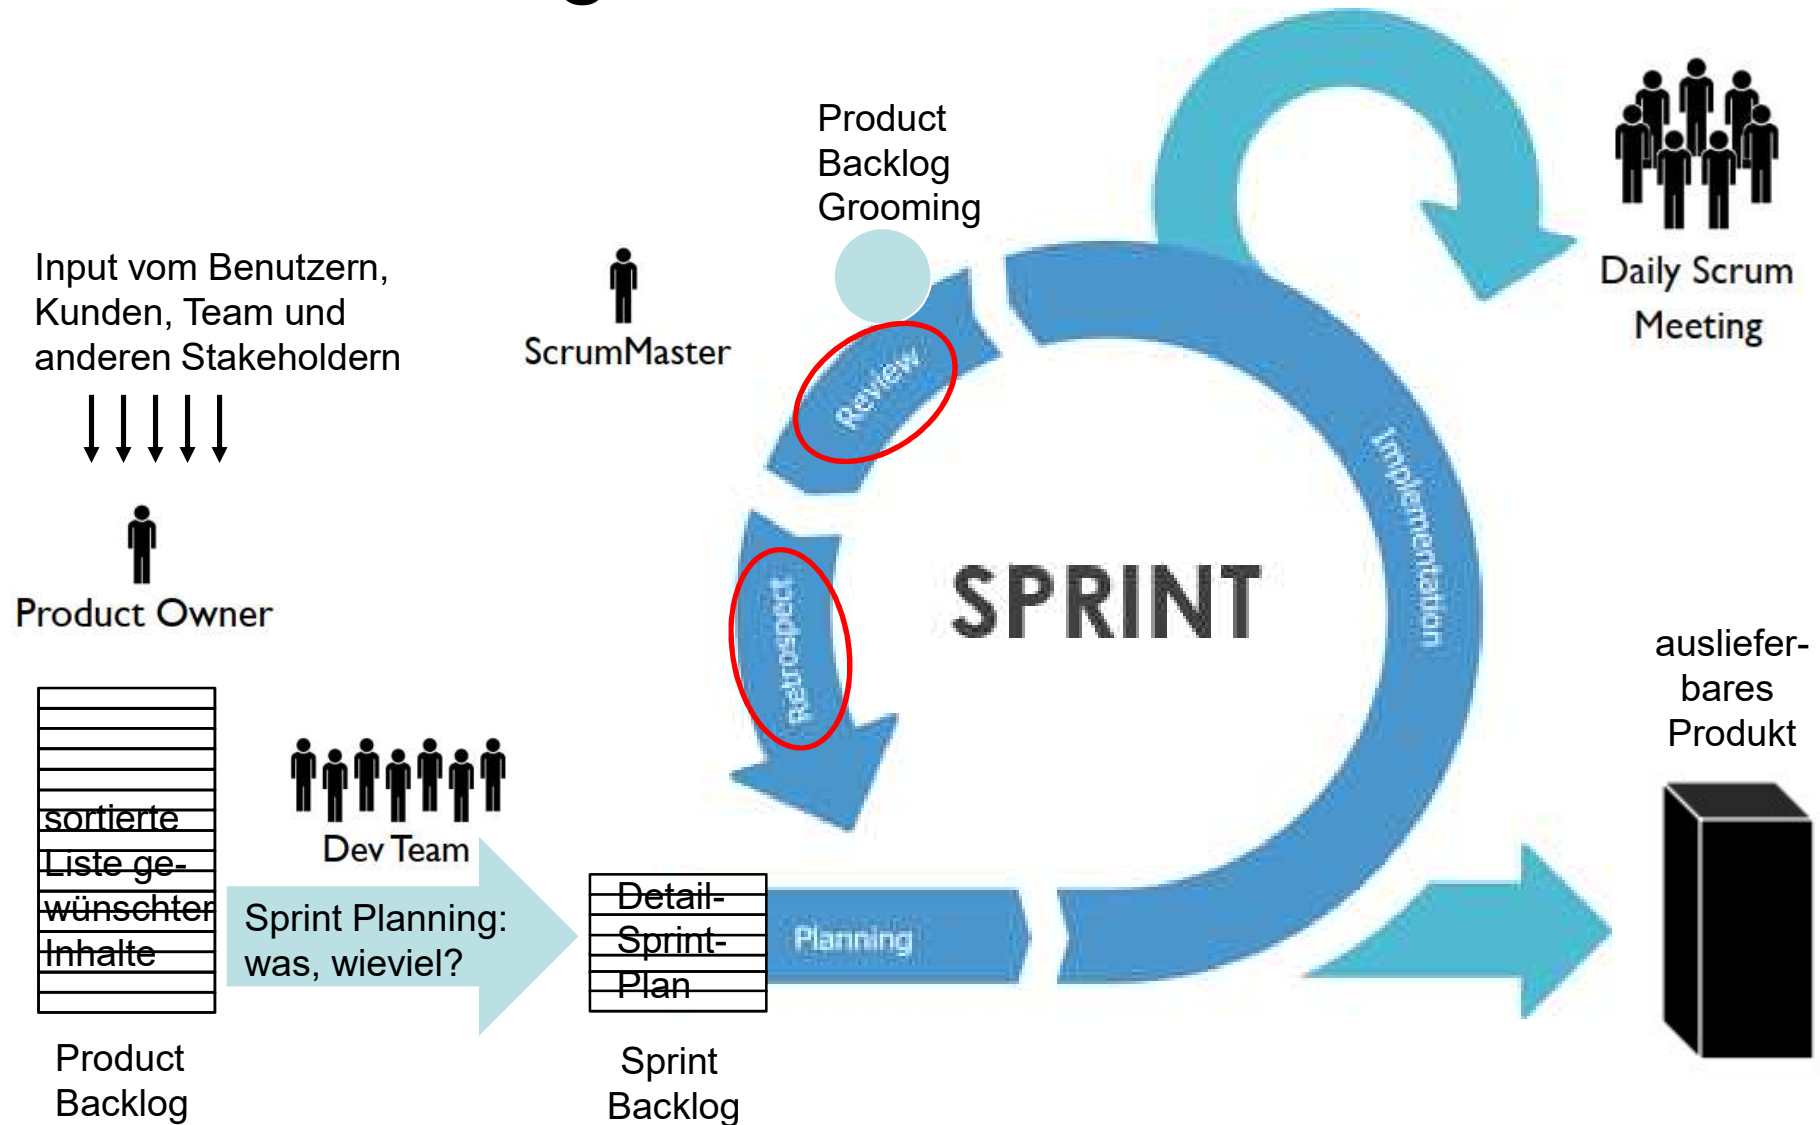 Product
Backlog
Grooming
Input vom Benutzern,
Kunden, Team und
anderen Stakeholdern
ScrumMaster
Daily Scrum
Meeting
Review
Implementation
Product Owner
Retrospect
SPRINT
ausliefer-
bares
Produkt
sortierte
Liste ge-
wünschter
Inhalte
Dev Team
Sprint Planning:
was, wieviel?
Detail-
Sprint-
Plan
Planning
Product
Backlog
Sprint
Backlog